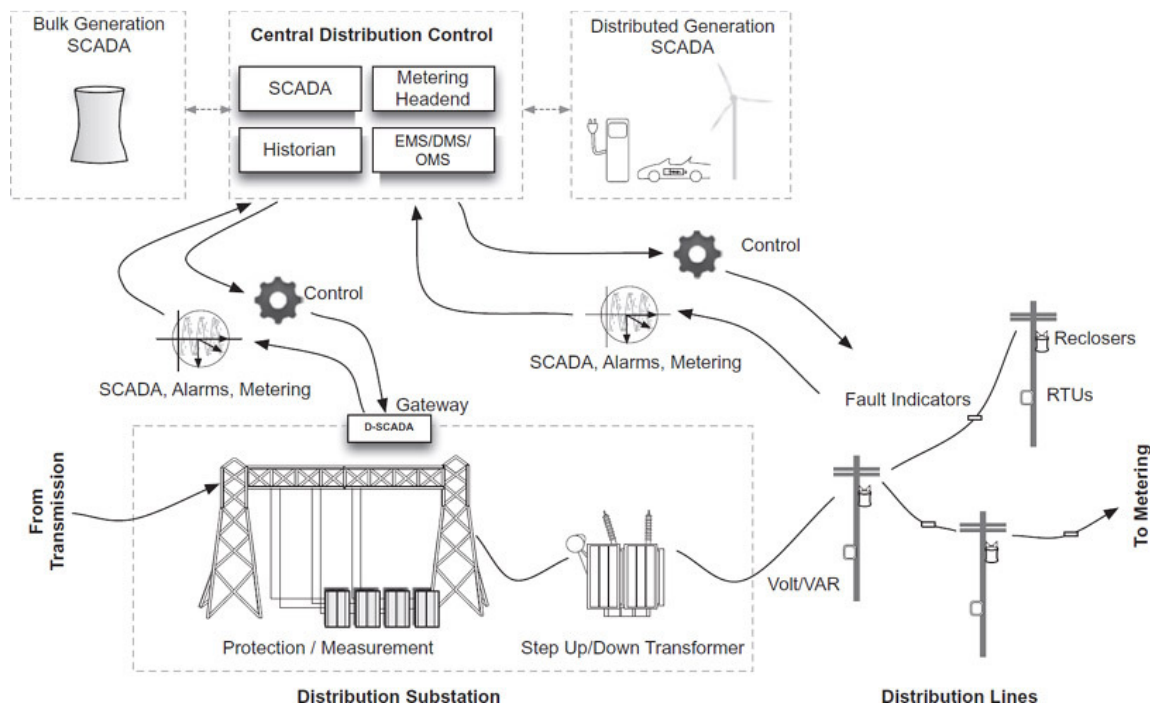 Bulk Generation
SCADA
Central Distribution Control
SCADA
Metering
Headend
Historian
EMS/DMS/
OMS
Distributed Generation
SCADA
Control
Control
SCADA, Alarms, Metering
SCADA, Alarms, Metering
Gateway
D-SCADA
Reclosers
Fault Indicators
RTUs
From
Transmission
To Metering
Volt/VAR
Protection / Measurement
Step Up/Down Transformer
Distribution Substation
Distribution Lines